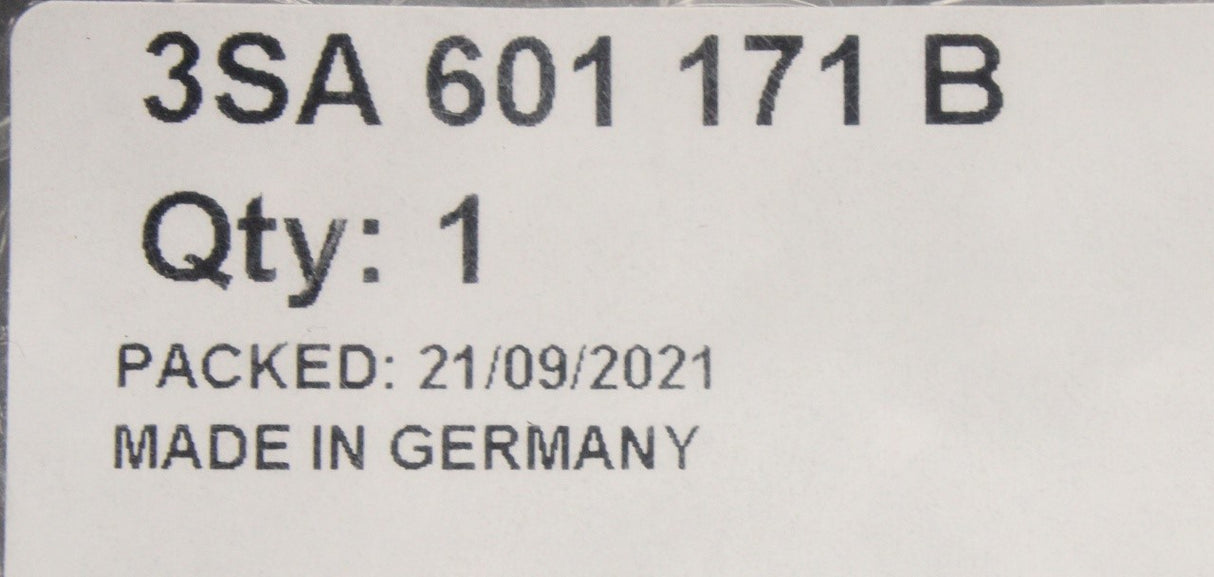 3SA 601 171 B
Qty: 1
PACKED: 21/09/2021
MADE IN GERMANY